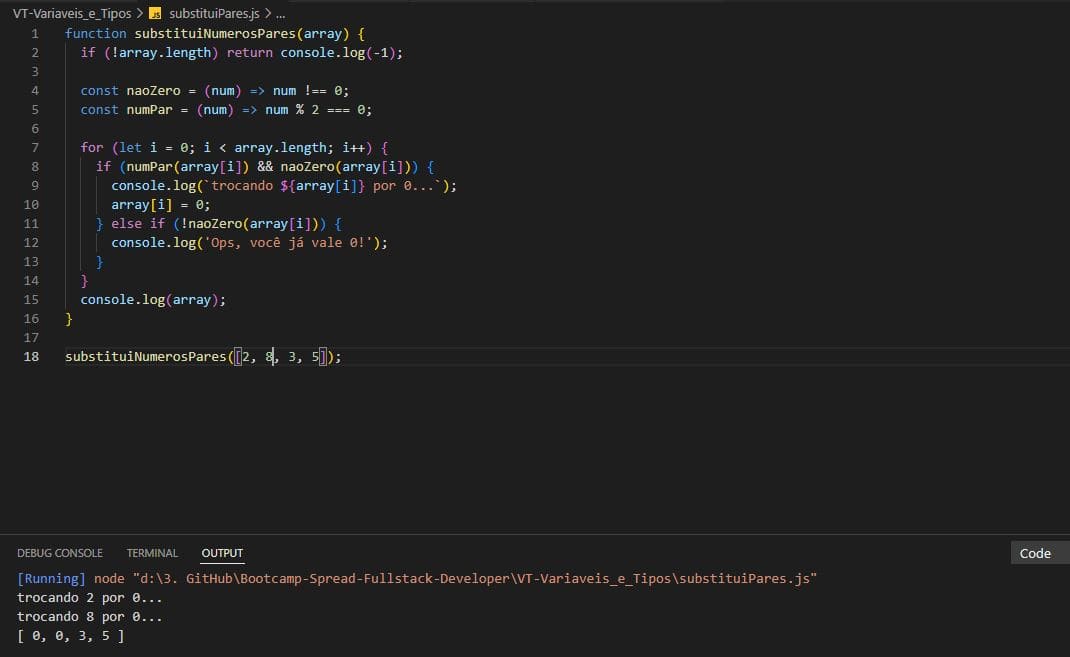 VT-Variaveis_e_Tipos > JS substituiPares.js > ...
1 function substituiNumerosPares(array) {
2 if (!array.length) return console.log(-1);
3
4 const naoZero = (num) => num !== 0;
5 const numPar = (num) => num % 2 === 0;
6
7 for (let i = 0; i < array.length; i++) {
8 if (numPar(array[i]) && naoZero(array[i])) {
9 console.log(`trocando ${array[i]} por 0...`);
10 array[i] = 0;
11 } else if (!naoZero(array[i])) {
12 console.log('Ops, você já vale 0!');
13 }
14 }
15 console.log(array);
16 }
17
18 substituiNumerosPares([2, 8, 3, 5]);
DEBUG CONSOLE TERMINAL OUTPUT Code
[Running] node "d:\3. GitHub\Bootcamp-Spread-Fullstack-Developer\VT-Variaveis_e_Tipos\substituiPares.js"
trocando 2 por 0...
trocando 8 por 0...
[ 0, 0, 3, 5 ]